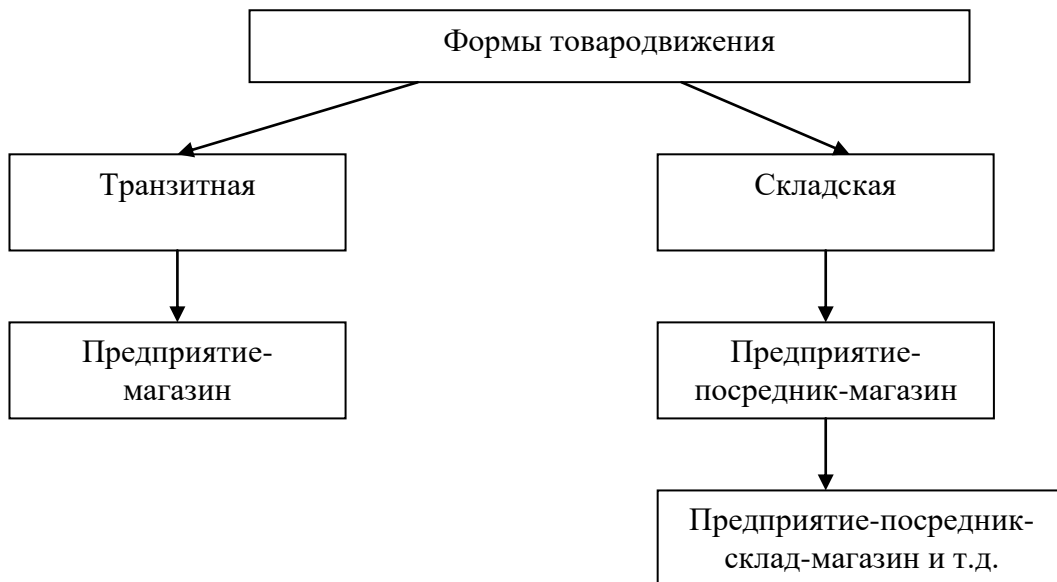 Формы товародвижения
Транзитная
Складская
Предприятие-
магазин
Предприятие-
посредник-магазин
Предприятие-посредник-
склад-магазин и т.д.